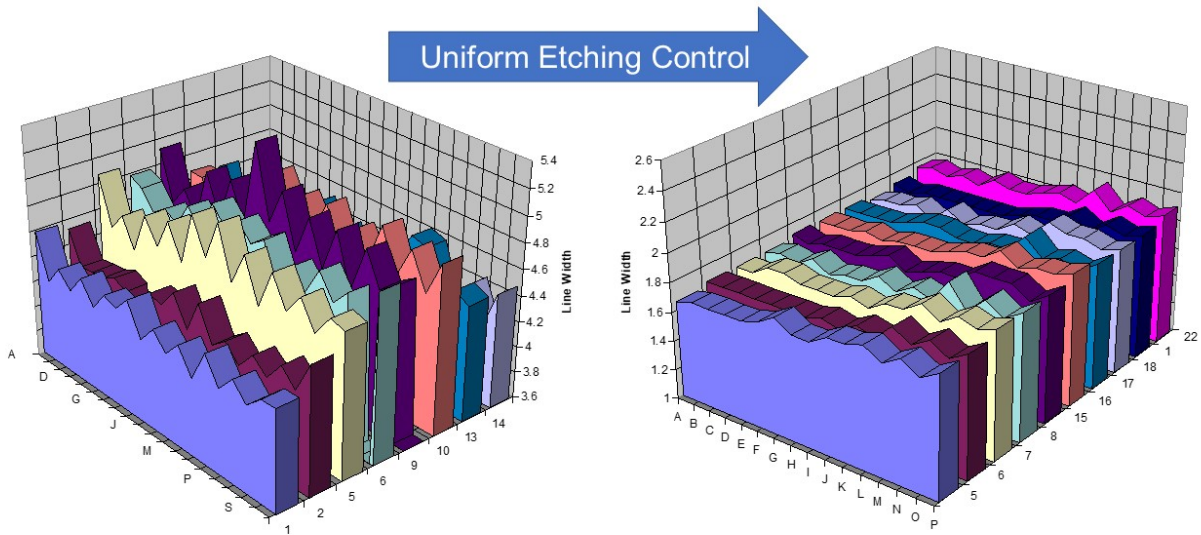 Uniform Etching Control
5.4
5.2
5
4.8
4.6
4.4
4.2
4
3.8
3.6
Line Width
A
D
G
J
M
P
S
1
2
5
6
9
10
13
14
2.6
2.4
2.2
2
1.8
1.6
1.4
1.2
1
Line Width
A
B
C
D
E
F
G
H
I
J
K
L
M
N
O
P
5
6
7
8
15
16
17
18
1
22